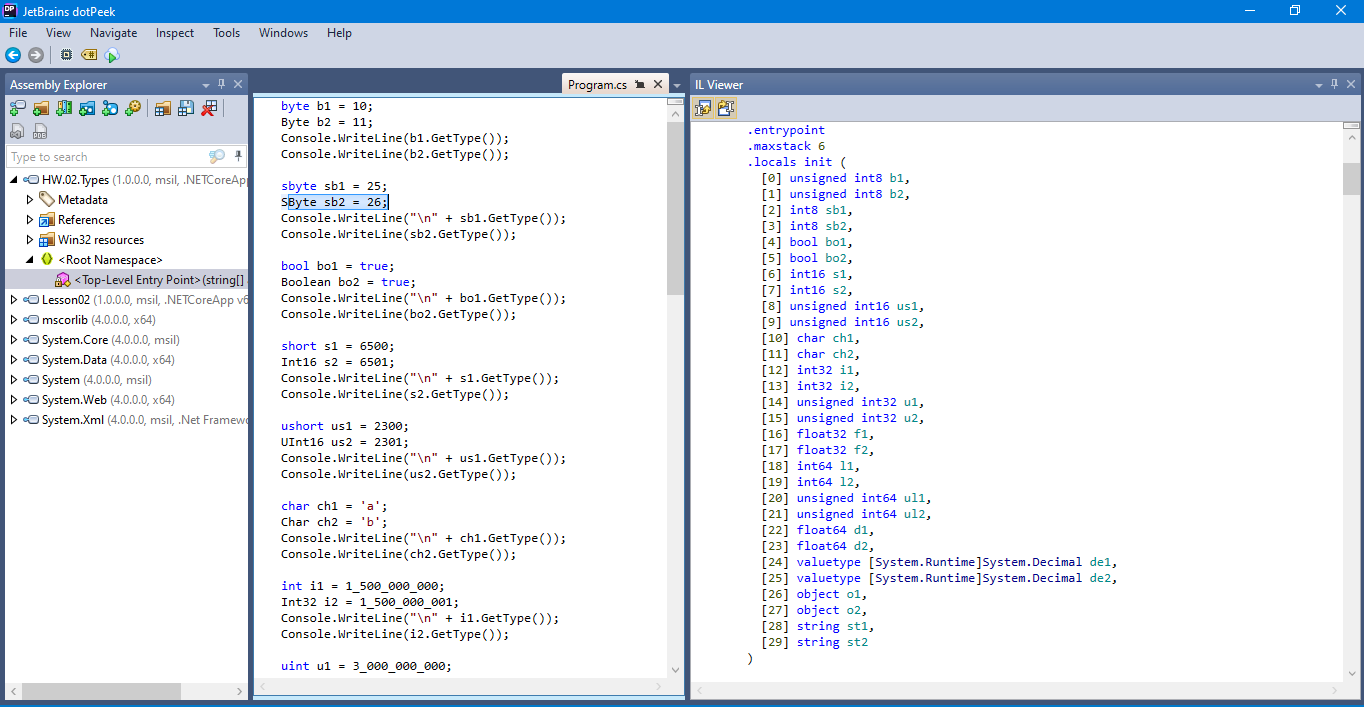 JetBrains dotPeek
File View Navigate Inspect Tools Windows Help
Assembly Explorer
Type to search
HW.02.Types (1.0.0.0, msil, .NETCoreApp
Metadata
References
Win32 resources
<Root Namespace>
<Top-Level Entry Point>(string[]
Lesson02 (1.0.0.0, msil, .NETCoreApp v6
mscorlib (4.0.0.0, x64)
System.Core (4.0.0.0, msil)
System.Data (4.0.0.0, x64)
System (4.0.0.0, msil)
System.Web (4.0.0.0, x64)
System.Xml (4.0.0.0, msil, .Net Framewo
Program.cs
byte b1 = 10;
Byte b2 = 11;
Console.WriteLine(b1.GetType());
Console.WriteLine(b2.GetType());
sbyte sb1 = 25;
SByte sb2 = 26;
Console.WriteLine("\n" + sb1.GetType());
Console.WriteLine(sb2.GetType());
bool bo1 = true;
Boolean bo2 = true;
Console.WriteLine("\n" + bo1.GetType());
Console.WriteLine(bo2.GetType());
short s1 = 6500;
Int16 s2 = 6501;
Console.WriteLine("\n" + s1.GetType());
Console.WriteLine(s2.GetType());
ushort us1 = 2300;
UInt16 us2 = 2301;
Console.WriteLine("\n" + us1.GetType());
Console.WriteLine(us2.GetType());
char ch1 = 'a';
Char ch2 = 'b';
Console.WriteLine("\n" + ch1.GetType());
Console.WriteLine(ch2.GetType());
int i1 = 1_500_000_000;
Int32 i2 = 1_500_000_001;
Console.WriteLine("\n" + i1.GetType());
Console.WriteLine(i2.GetType());
uint u1 = 3_000_000_000;
IL Viewer
.entrypoint
.maxstack 6
.locals init (
[0] unsigned int8 b1,
[1] unsigned int8 b2,
[2] int8 sb1,
[3] int8 sb2,
[4] bool bo1,
[5] bool bo2,
[6] int16 s1,
[7] int16 s2,
[8] unsigned int16 us1,
[9] unsigned int16 us2,
[10] char ch1,
[11] char ch2,
[12] int32 i1,
[13] int32 i2,
[14] unsigned int32 u1,
[15] unsigned int32 u2,
[16] float32 f1,
[17] float32 f2,
[18] int64 l1,
[19] int64 l2,
[20] unsigned int64 ul1,
[21] unsigned int64 ul2,
[22] float64 d1,
[23] float64 d2,
[24] valuetype [System.Runtime]System.Decimal de1,
[25] valuetype [System.Runtime]System.Decimal de2,
[26] object o1,
[27] object o2,
[28] string st1,
[29] string st2
)